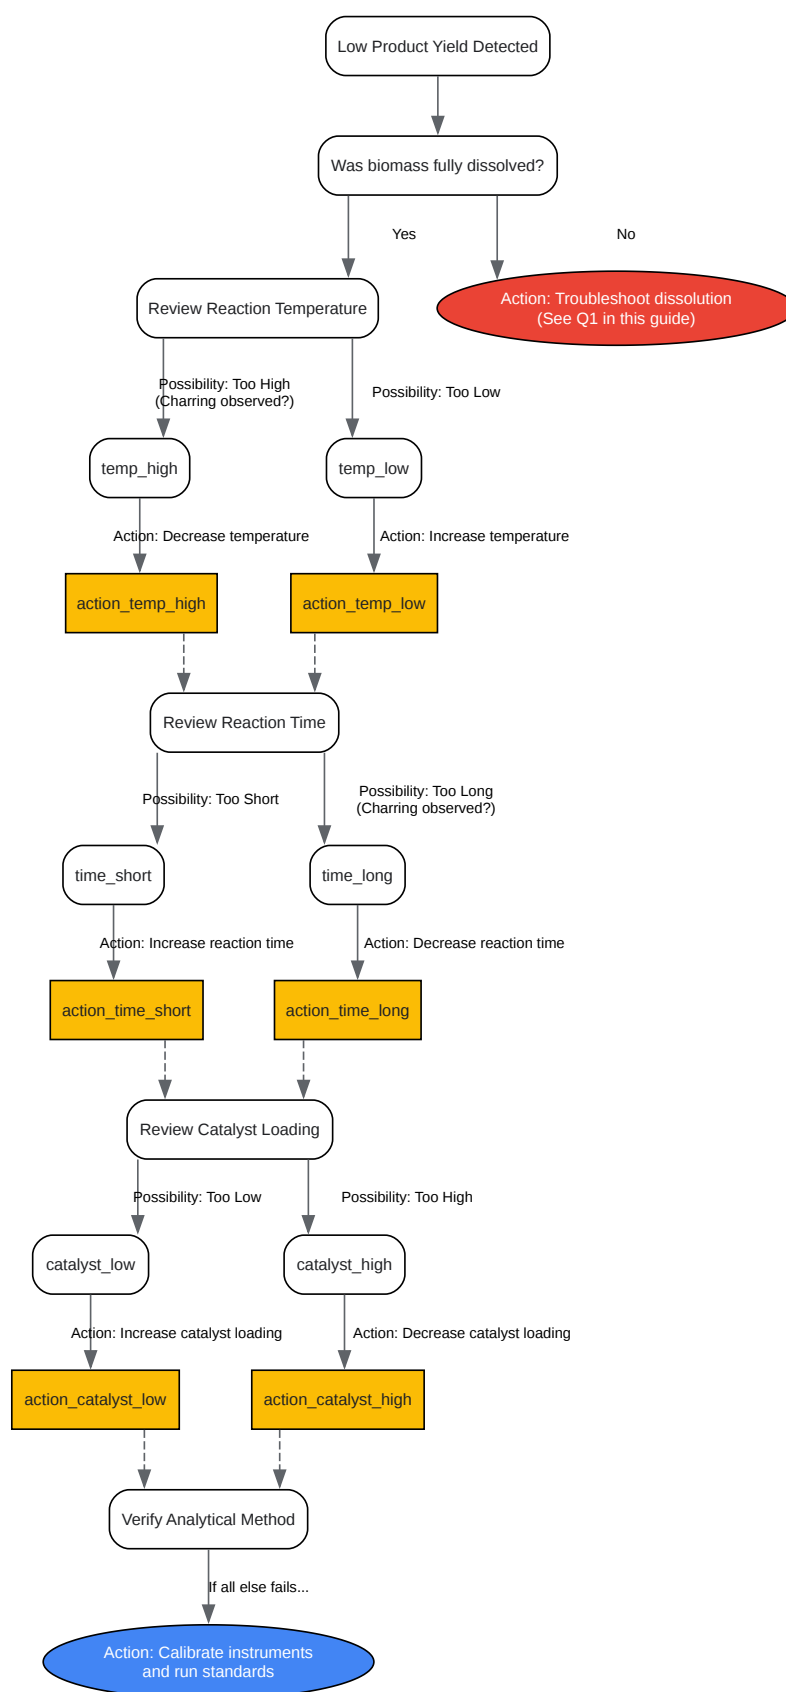 Low Product Yield Detected
Was biomass fully dissolved?
Yes
No
Review Reaction Temperature
Action: Troubleshoot dissolution
(See Q1 in this guide)
Possibility: Too High
(Charring observed?)
Possibility: Too Low
temp_high
temp_low
Action: Decrease temperature
Action: Increase temperature
action_temp_high
action_temp_low
Review Reaction Time
Possibility: Too Short
Possibility: Too Long
(Charring observed?)
time_short
time_long
Action: Increase reaction time
Action: Decrease reaction time
action_time_short
action_time_long
Review Catalyst Loading
Possibility: Too Low
Possibility: Too High
catalyst_low
catalyst_high
Action: Increase catalyst loading
Action: Decrease catalyst loading
action_catalyst_low
action_catalyst_high
Verify Analytical Method
If all else fails...
Action: Calibrate instruments
and run standards